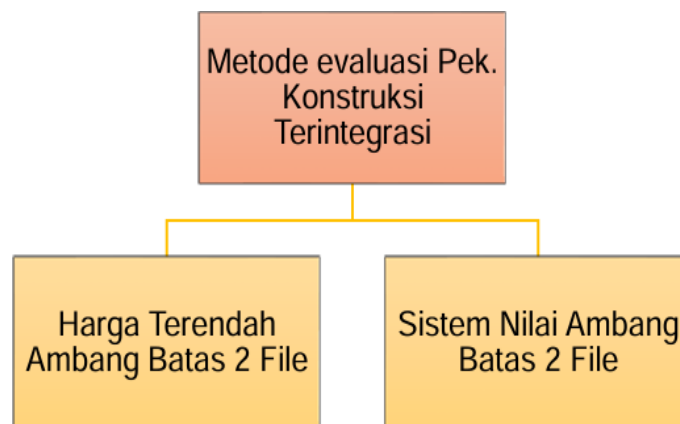 Metode evaluasi Pek.
Konstruksi
Terintegrasi
Harga Terendah
Ambang Batas 2 File
Sistem Nilai Ambang
Batas 2 File